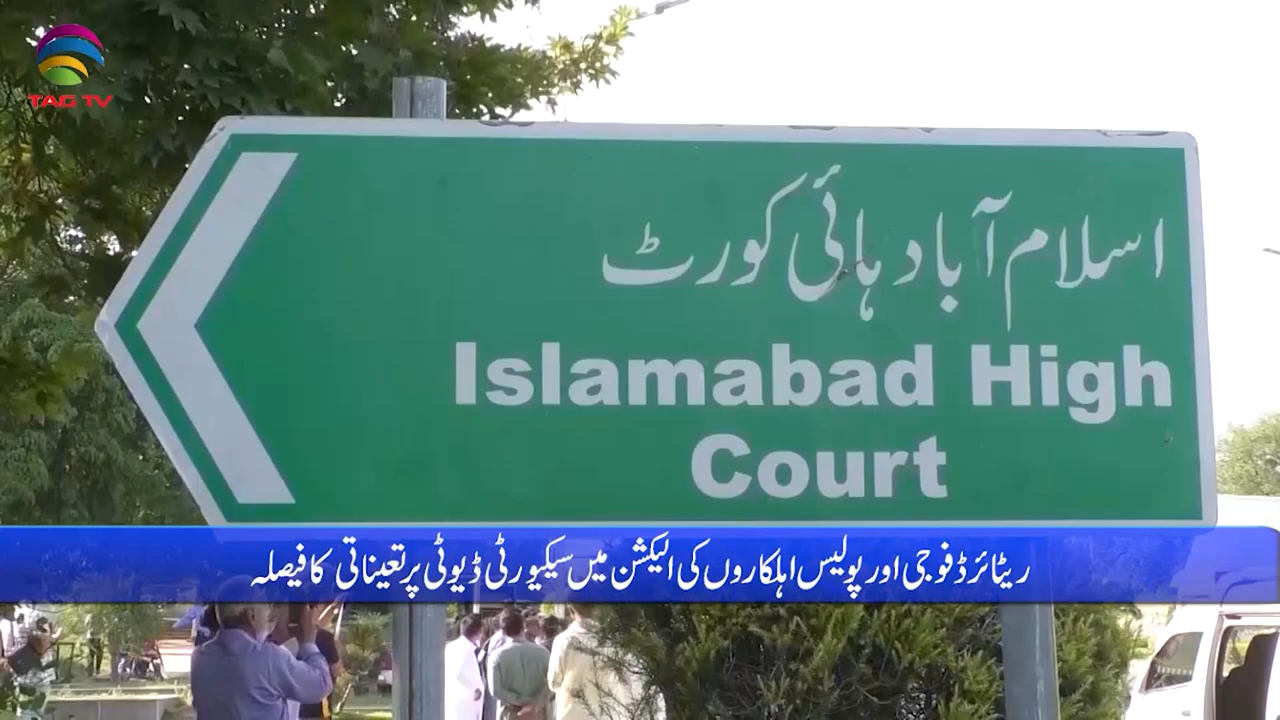 TAG TV
اسلام آباد ہائی کورٹ
Islamabad High
Court
ریٹائرڈ فوجی اور پولیس اہلکاروں کی الیکشن میں سیکیورٹی ڈیوٹی پر تعیناتی کا فیصلہ